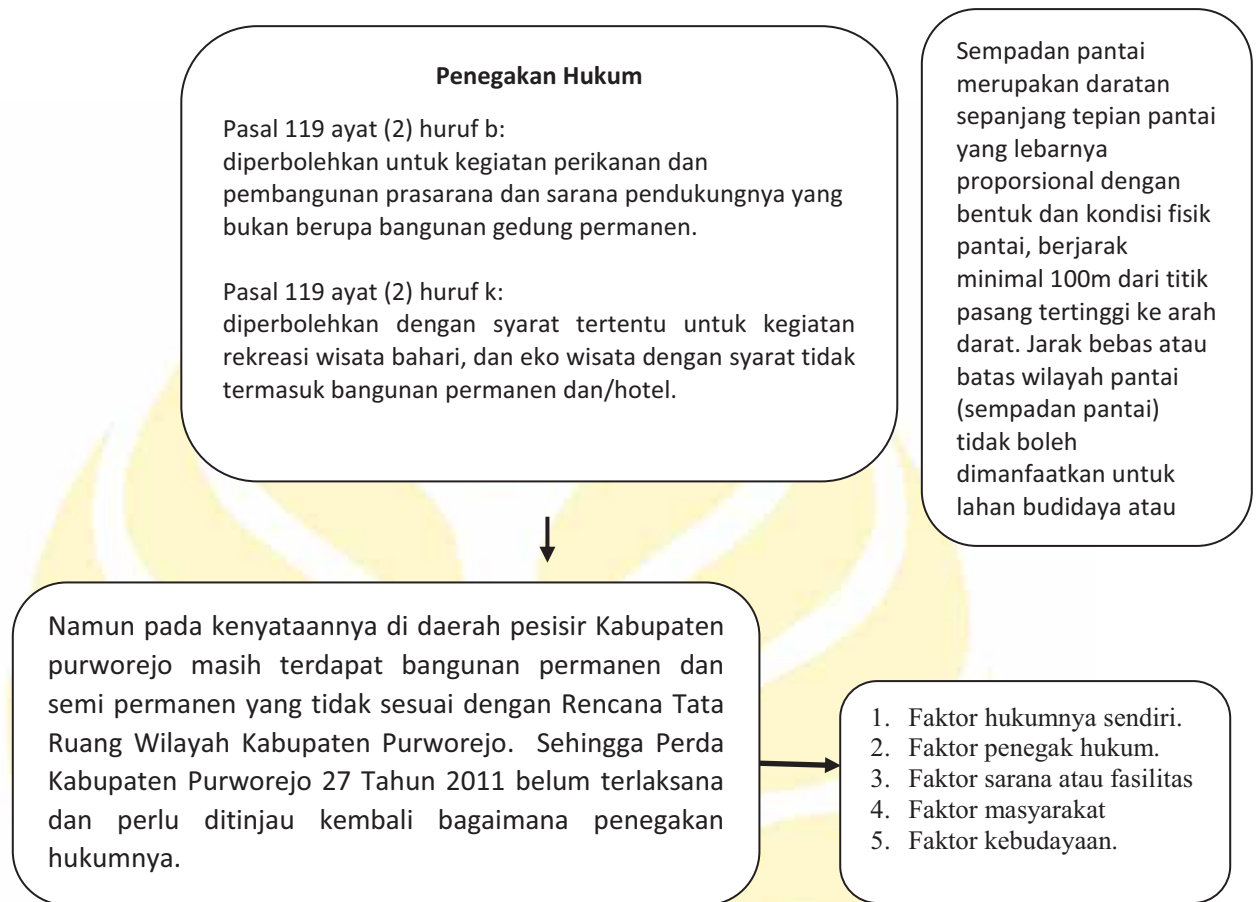 Penegakan Hukum
Pasal 119 ayat (2) huruf b:
diperbolehkan untuk kegiatan perikanan dan
pembangunan prasarana dan sarana pendukungnya yang
bukan berupa bangunan gedung permanen.
Pasal 119 ayat (2) huruf k:
diperbolehkan dengan syarat tertentu untuk kegiatan
rekreasi wisata bahari, dan eko wisata dengan syarat tidak
termasuk bangunan permanen dan/hotel.
Sempadan pantai
merupakan daratan
sepanjang tepian pantai
yang lebarnya
proporsional dengan
bentuk dan kondisi fisik
pantai, berjarak
minimal 100m dari titik
pasang tertinggi ke arah
darat. Jarak bebas atau
batas wilayah pantai
(sempadan pantai)
tidak boleh
dimanfaatkan untuk
lahan budidaya atau
Namun pada kenyataannya di daerah pesisir Kabupaten
purworejo masih terdapat bangunan permanen dan
semi permanen yang tidak sesuai dengan Rencana Tata
Ruang Wilayah Kabupaten Purworejo. Sehingga Perda
Kabupaten Purworejo 27 Tahun 2011 belum terlaksana
dan perlu ditinjau kembali bagaimana penegakan
hukumnya.
1. Faktor hukumnya sendiri.
2. Faktor penegak hukum.
3. Faktor sarana atau fasilitas
4. Faktor masyarakat
5. Faktor kebudayaan.